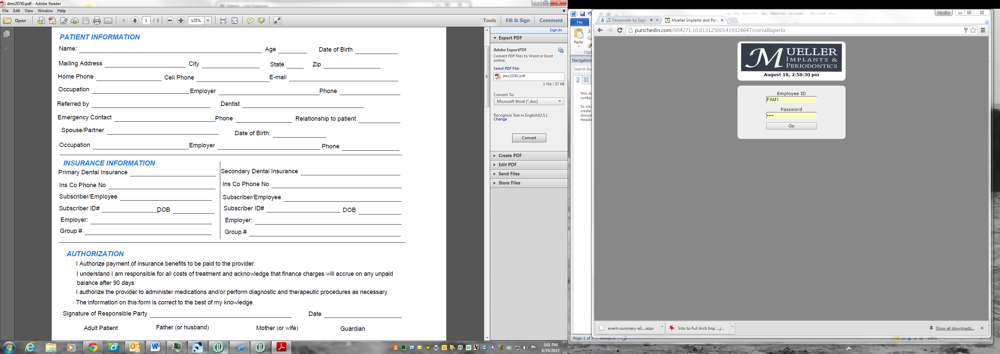 dmc2D50.pdf - Adobe Reader
File Edit View Window Help
Open 1 / 3 125% Tools Fill & Sign Comment
Sign In
PATIENT INFORMATION
Name: Age Date of Birth
Mailing Address City State Zip
Home Phone Cell Phone E-mail
Occupation Employer Phone
Referred by Dentist
Emergency Contact Phone Relationship to patient
Spouse/Partner Date of Birth:
Occupation Employer Phone
INSURANCE INFORMATION
Primary Dental Insurance Secondary Dental Insurance
Ins Co Phone No Ins Co Phone No
Subscriber/Employee Subscriber/Employee
Subscriber ID# DOB Subscriber ID# DOB
Employer: Employer:
Group # Group #
AUTHORIZATION
I Authorize payment of insurance benefits to be paid to the provider.
I understand I am responsible for all costs of treatment and acknowledge that finance charges will accrue on any unpaid
balance after 90 days.
I authorize the provider to administer medications and/or perform diagnostic and therapeutic procedures as necessary.
The information on this form is correct to the best of my knowledge.
Signature of Responsible Party Date
Adult Patient Father (or husband) Mother (or wife) Guardian
Export PDF
Adobe ExportPDF
Convert PDF files to Word or Excel
online.
Select PDF File:
dmc2D50.pdf
1 file / 37 KB
Convert To:
Microsoft Word (*.doc)
Recognize Text in English(U.S.)
Change
Convert
Create PDF
Edit PDF
Send Files
Store Files
File
Paste
Navigation
Search Do
This do
contai
To crea
create
docum
Headin
Page: 1 of 2 Words: 0 100%
Mueller
Desperado by Eagle Mueller Implants and Peri
punchedin.com/004271.10.013125001419324647/corvallisperio
MUELLER
IMPLANTS &
PERIODONTICS
August 18, 2:58:30 pm
Employee ID
FAM1
Password
Go
event-summary-a3....aspx Into to Full Arch Imp ....j... Show all downloads...
3:01 PM
8/18/2015